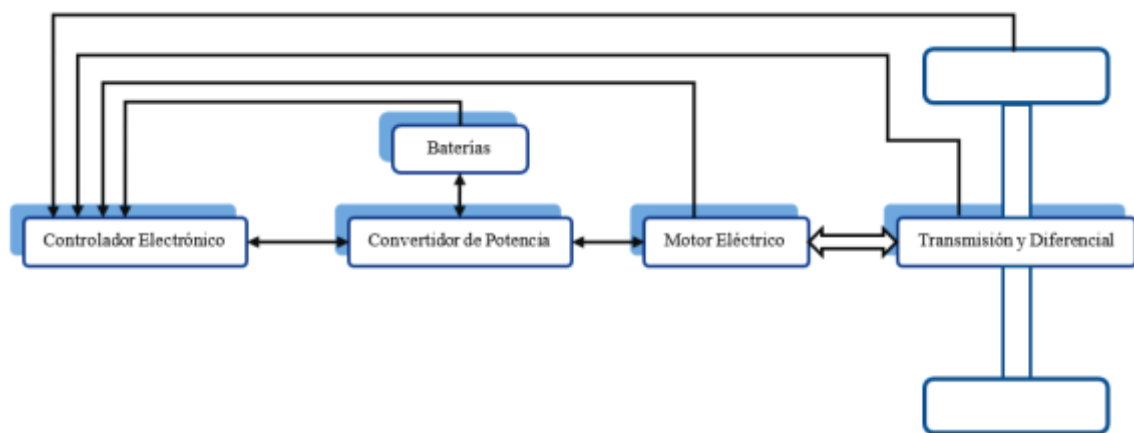 Baterías
Controlador Electrónico
Convertidor de Potencia
Motor Eléctrico
Transmisión y Diferencial